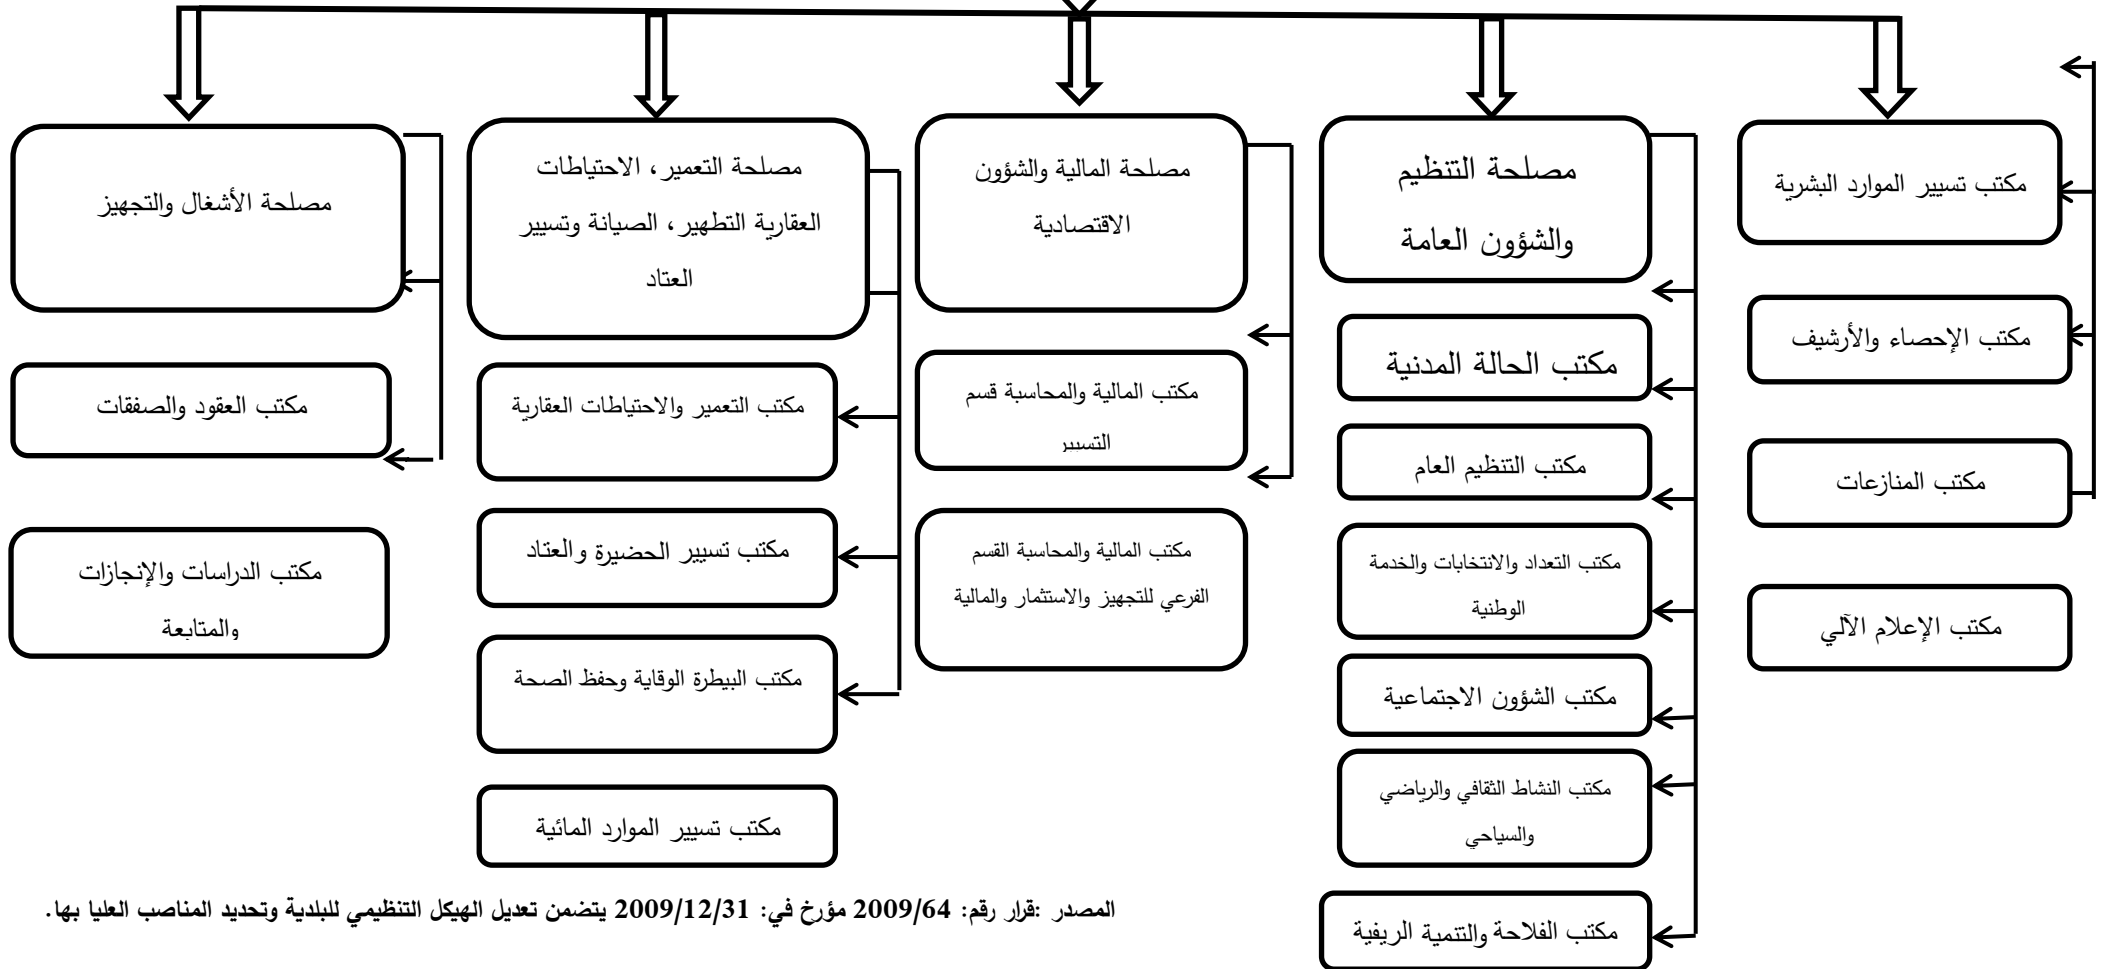 مكتب تسيير الموارد البشرية
مكتب الإحصاء والأرشيف
مكتب المنازعات
مكتب الإعلام الآلي
مصلحة التنظيم
والشؤون العامة
مكتب الحالة المدنية
مكتب التنظيم العام
مكتب التعداد والانتخابات والخدمة
الوطنية
مكتب الشؤون الاجتماعية
مكتب النشاط الثقافي والرياضي
والسياحي
مكتب الفلاحة والتنمية الريفية
مصلحة المالية والشؤون
الاقتصادية
مكتب المالية والمحاسبة قسم
التسيير
مكتب المالية والمحاسبة القسم
الفرعي للتجهيز والاستثمار والمالية
مصلحة التعمير، الاحتياطات
العقارية التطهير، الصيانة وتسيير
العتاد
مكتب التعمير والاحتياطات العقارية
مكتب تسيير الحضيرة والعتاد
مكتب البيطرة الوقاية وحفظ الصحة
مكتب تسيير الموارد المائية
مصلحة الأشغال والتجهيز
مكتب العقود والصفقات
مكتب الدراسات والإنجازات
والمتابعة
المصدر :قرار رقم: 2009/64 مؤرخ في: 2009/12/31 يتضمن تعديل الهيكل التنظيمي للبلدية وتحديد المناصب العليا بها.